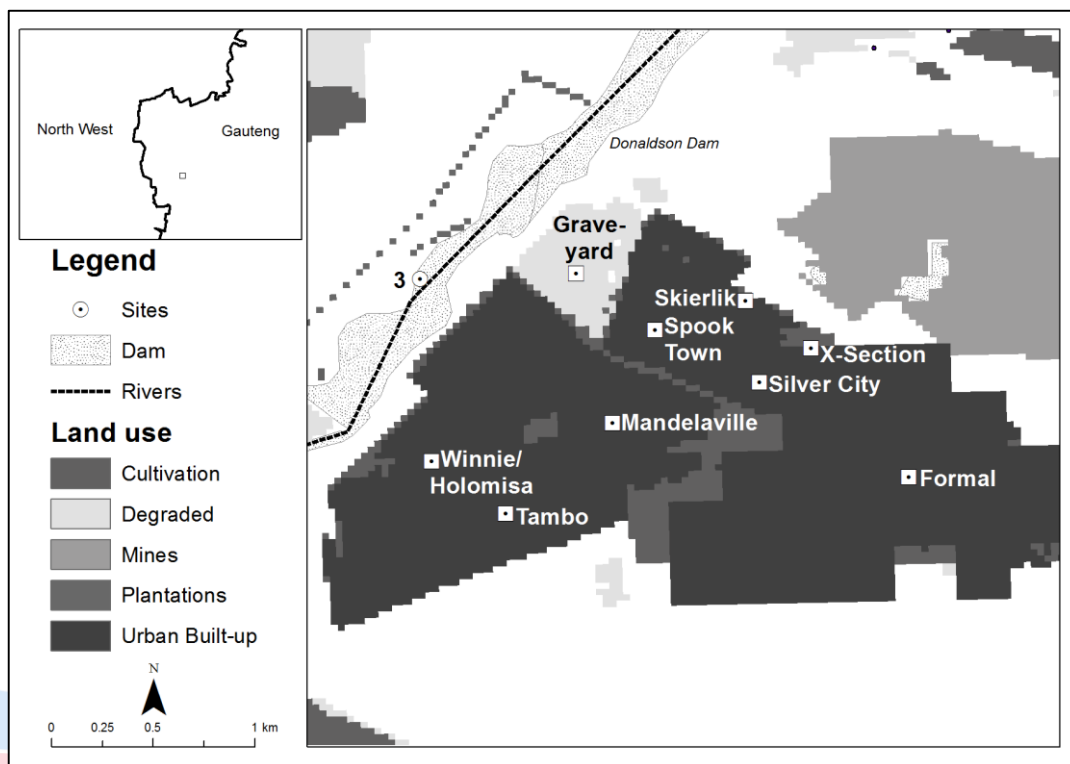 North West
Gauteng
Legend
Sites
Dam
Rivers
Land use
Cultivation
Degraded
Mines
Plantations
Urban Built-up
N
0 0.25 0.5 1 km
Donaldson Dam
Grave-
yard
3
Skierlik
Spook
Town
X-Section
Silver City
Mandelaville
Winnie/
Holomisa
Formal
Tambo